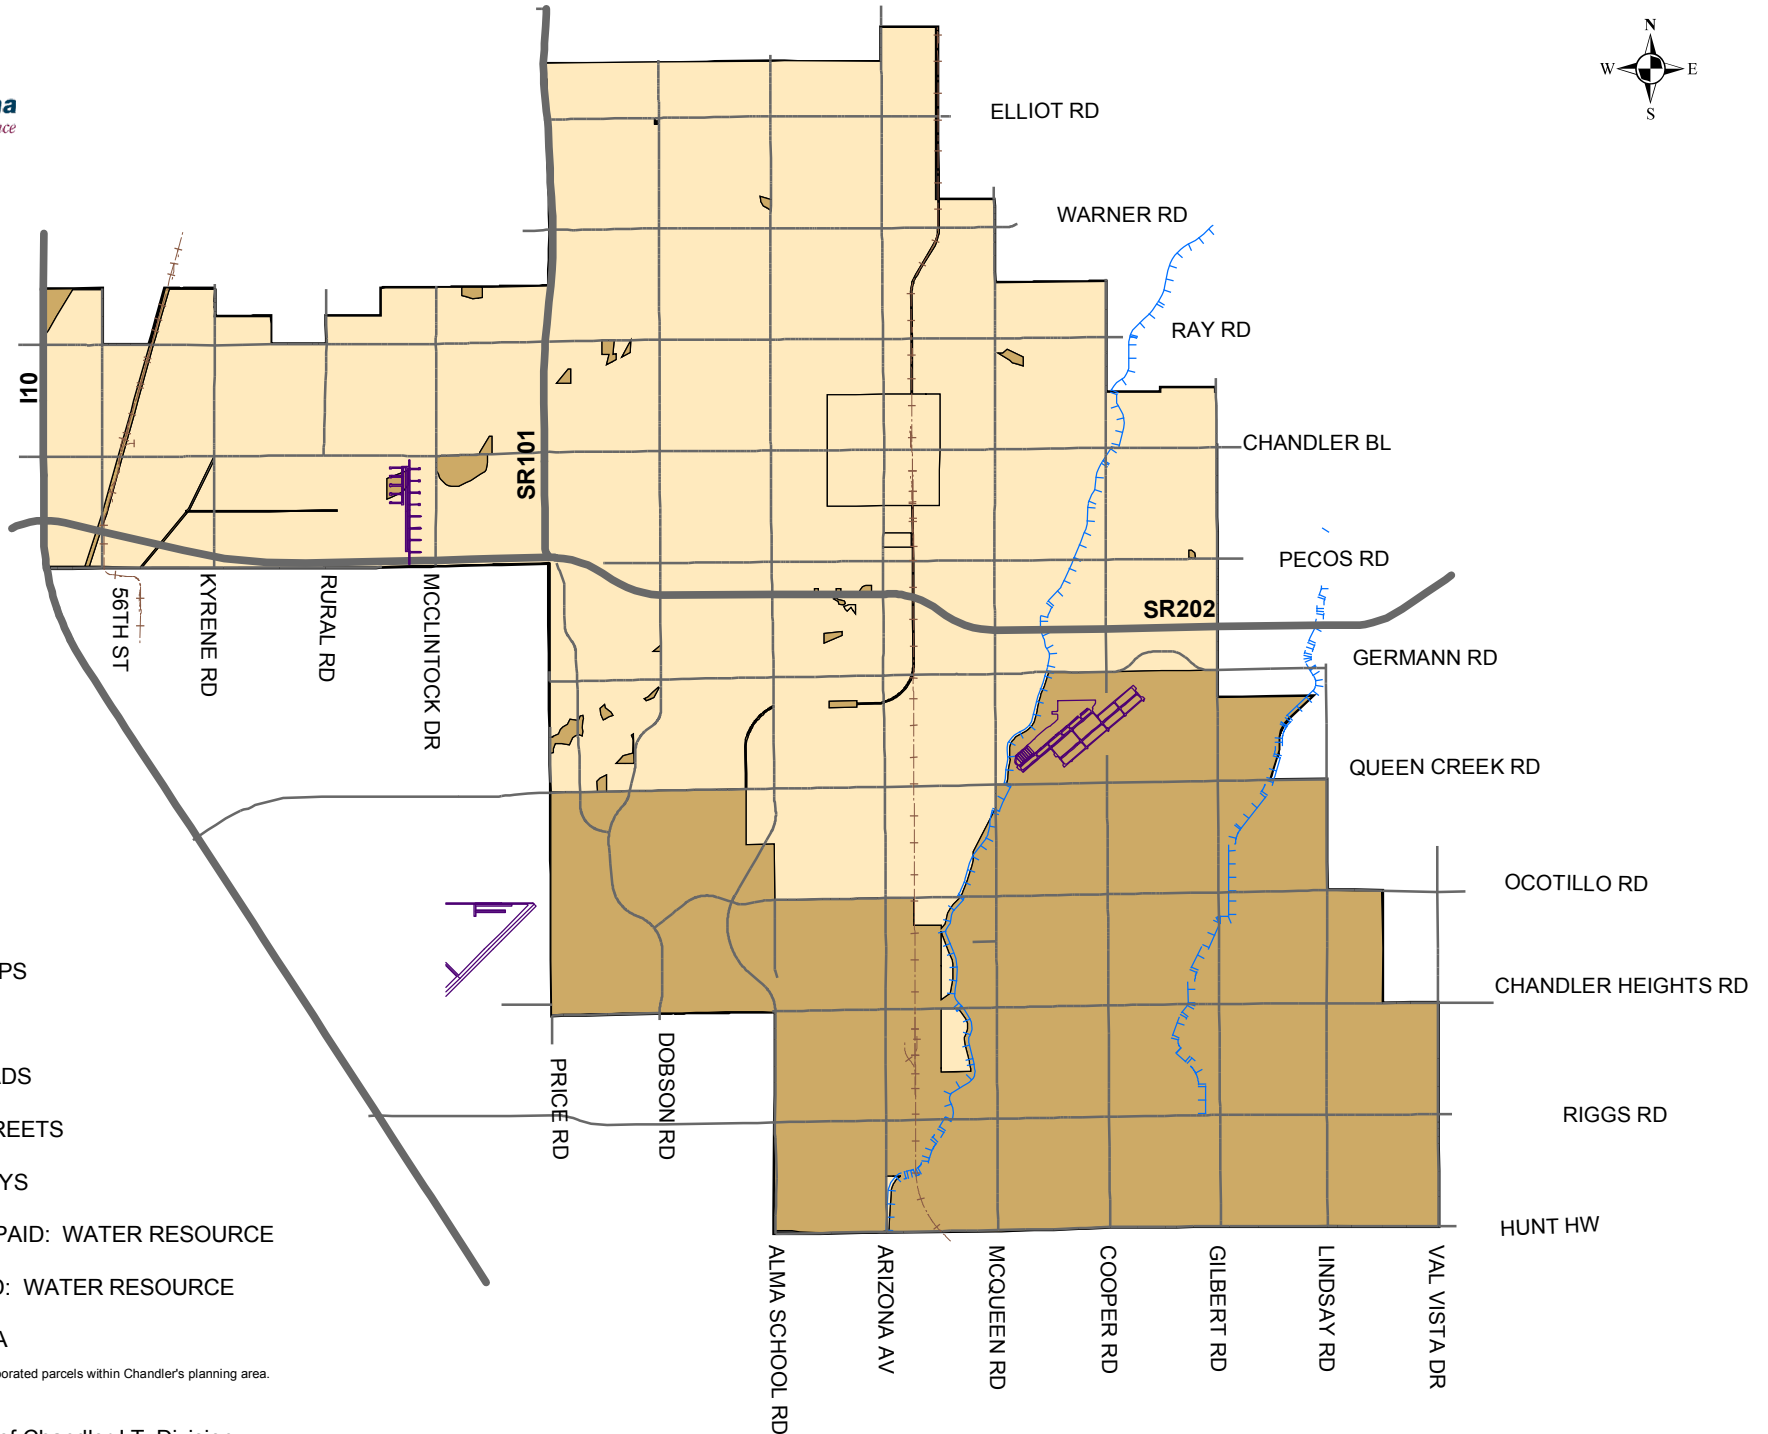 N
W E
S
ELLIOT RD
WARNER RD
RAY RD
I10
SR101
CHANDLER BL
PECOS RD
SR202
GERMANN RD
56TH ST
KYRENE RD
RURAL RD
MCCLINTOCK DR
QUEEN CREEK RD
OCOTILLO RD
CHANDLER HEIGHTS RD
PRICE RD
DOBSON RD
RIGGS RD
HUNT HW
ALMA SCHOOL RD
ARIZONA AV
MCQUEEN RD
COOPER RD
GILBERT RD
LINDSAY RD
VAL VISTA DR
PS
DS
REETS
YS
PAID: WATER RESOURCE
: WATER RESOURCE
A
orated parcels within Chandler's planning area.